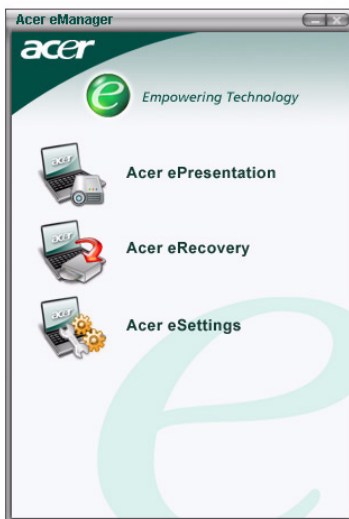 Acer eManager
acer
e Empowering Technology
Acer ePresentation
Acer eRecovery
Acer eSettings
e